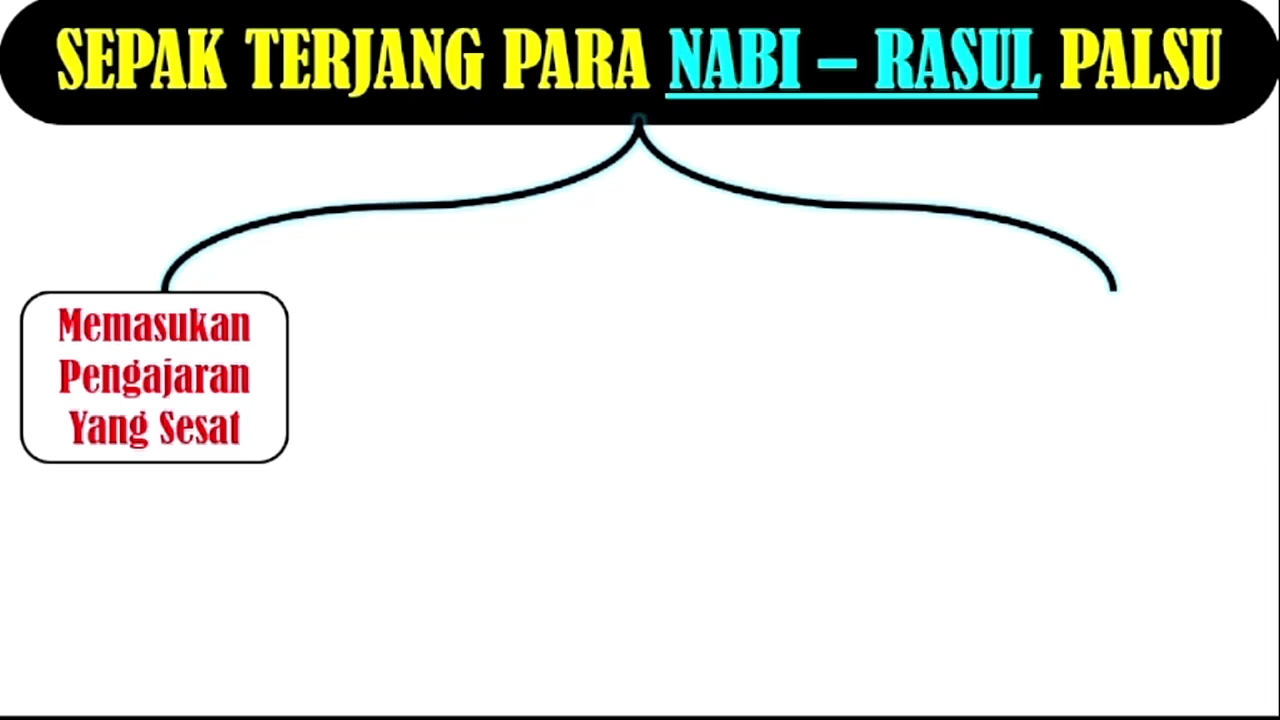 SEPAK TERJANG PARA NABI – RASUL PALSU
Memasukan
Pengajaran
Yang Sesat